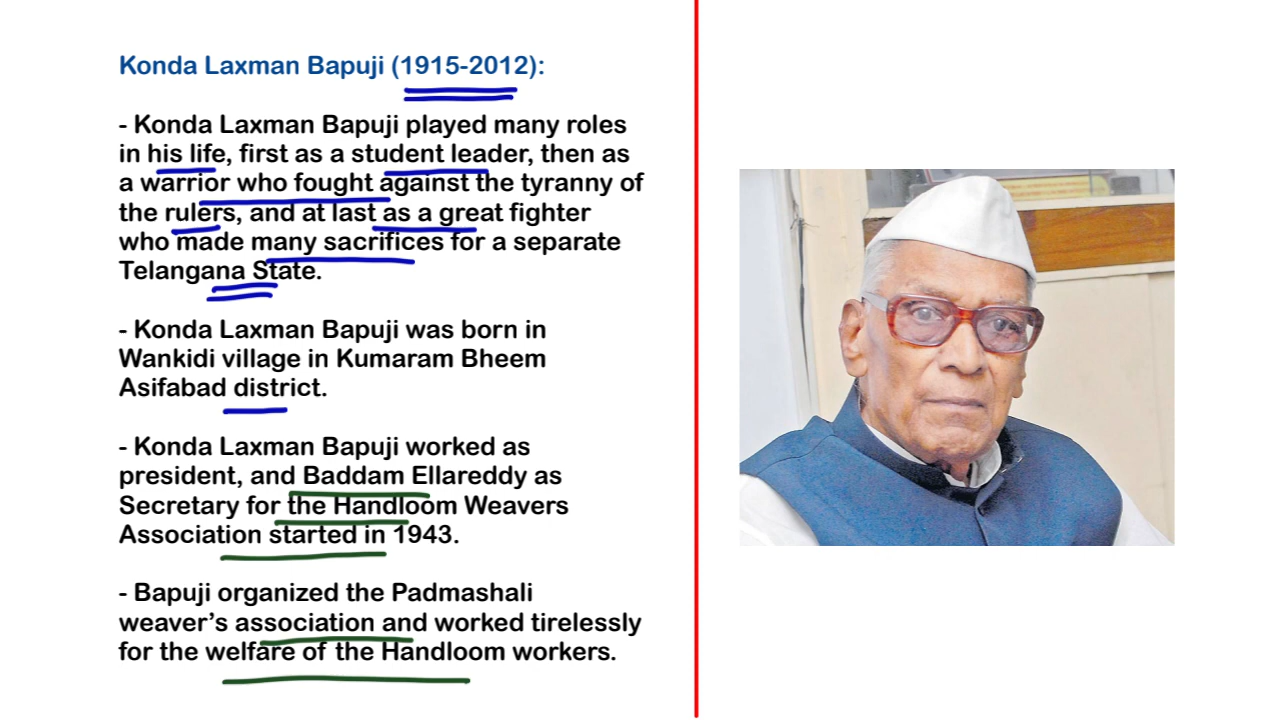 Konda Laxman Bapuji (1915-2012):
- Konda Laxman Bapuji played many roles
in his life, first as a student leader, then as
a warrior who fought against the tyranny of
the rulers, and at last as a great fighter
who made many sacrifices for a separate
Telangana State.
- Konda Laxman Bapuji was born in
Wankidi village in Kumaram Bheem
Asifabad district.
- Konda Laxman Bapuji worked as
president, and Baddam Ellareddy as
Secretary for the Handloom Weavers
Association started in 1943.
- Bapuji organized the Padmashali
weaver’s association and worked tirelessly
for the welfare of the Handloom workers.